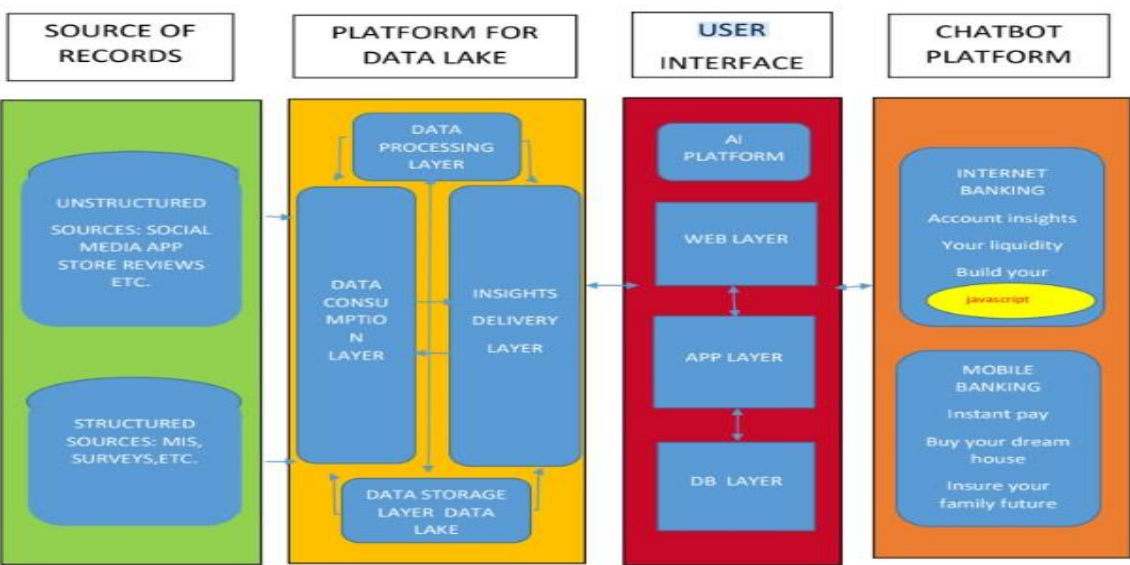 SOURCE OF
RECORDS
PLATFORM FOR
DATA LAKE
USER
INTERFACE
CHATBOT
PLATFORM
UNSTRUCTURED
SOURCES: SOCIAL
MEDIA APP
STORE REVIEWS
ETC.
STRUCTURED
SOURCES: MIS,
SURVEYS,ETC.
DATA
PROCESSING
LAYER
DATA
CONSU
MPTIO
N
LAYER
INSIGHTS
DELIVERY
LAYER
DATA STORAGE
LAYER DATA
LAKE
AI
PLATFORM
WEB LAYER
APP LAYER
DB LAYER
INTERNET
BANKING
Account insights
Your liquidity
Build your
javascript
MOBILE
BANKING
Instant pay
Buy your dream
house
Insure your
family future